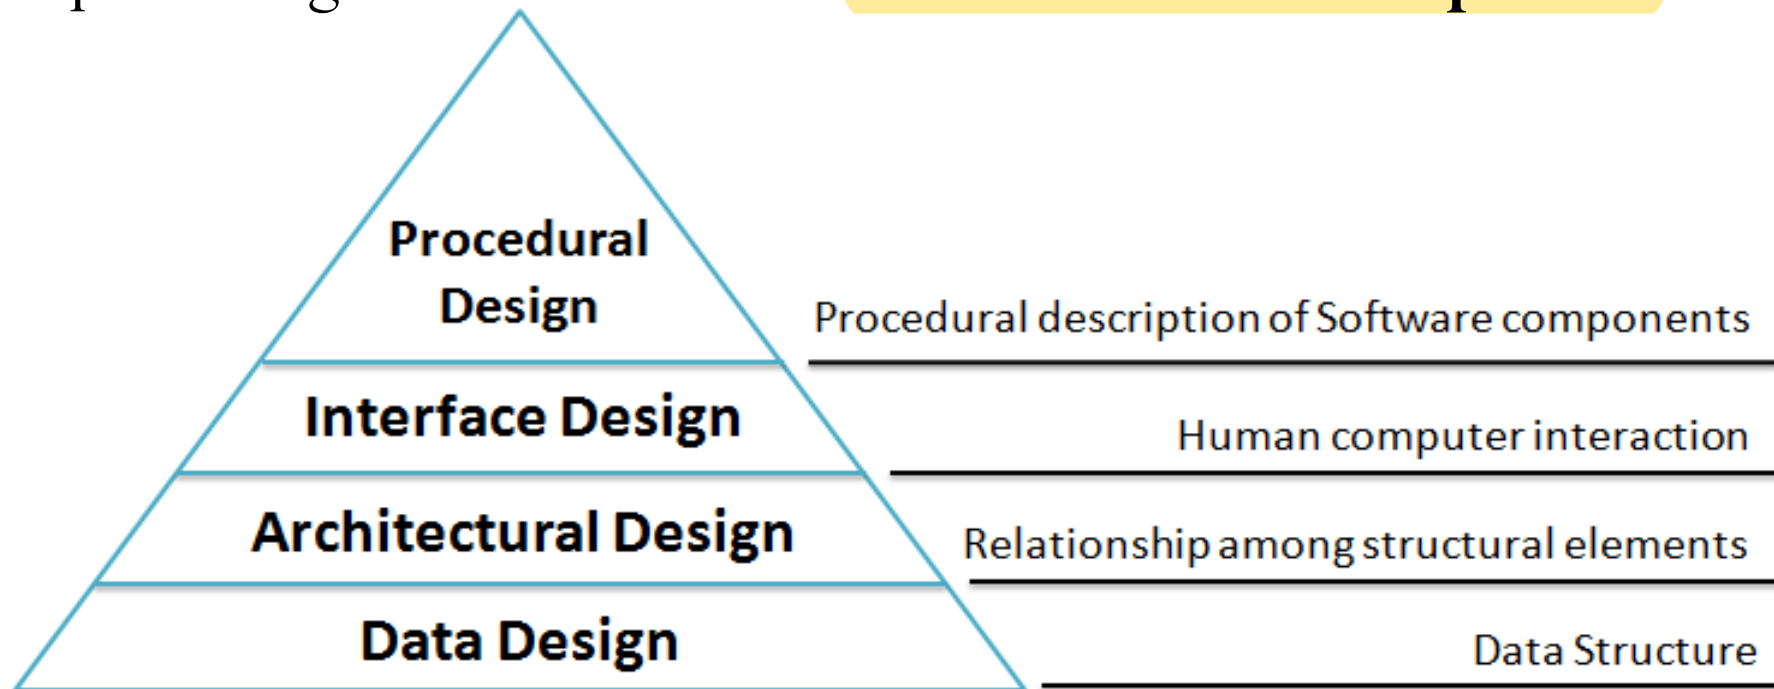 Procedural
Design
Procedural description of Software components
Interface Design
Human computer interaction
Architectural Design
Relationship among structural elements
Data Design
Data Structure